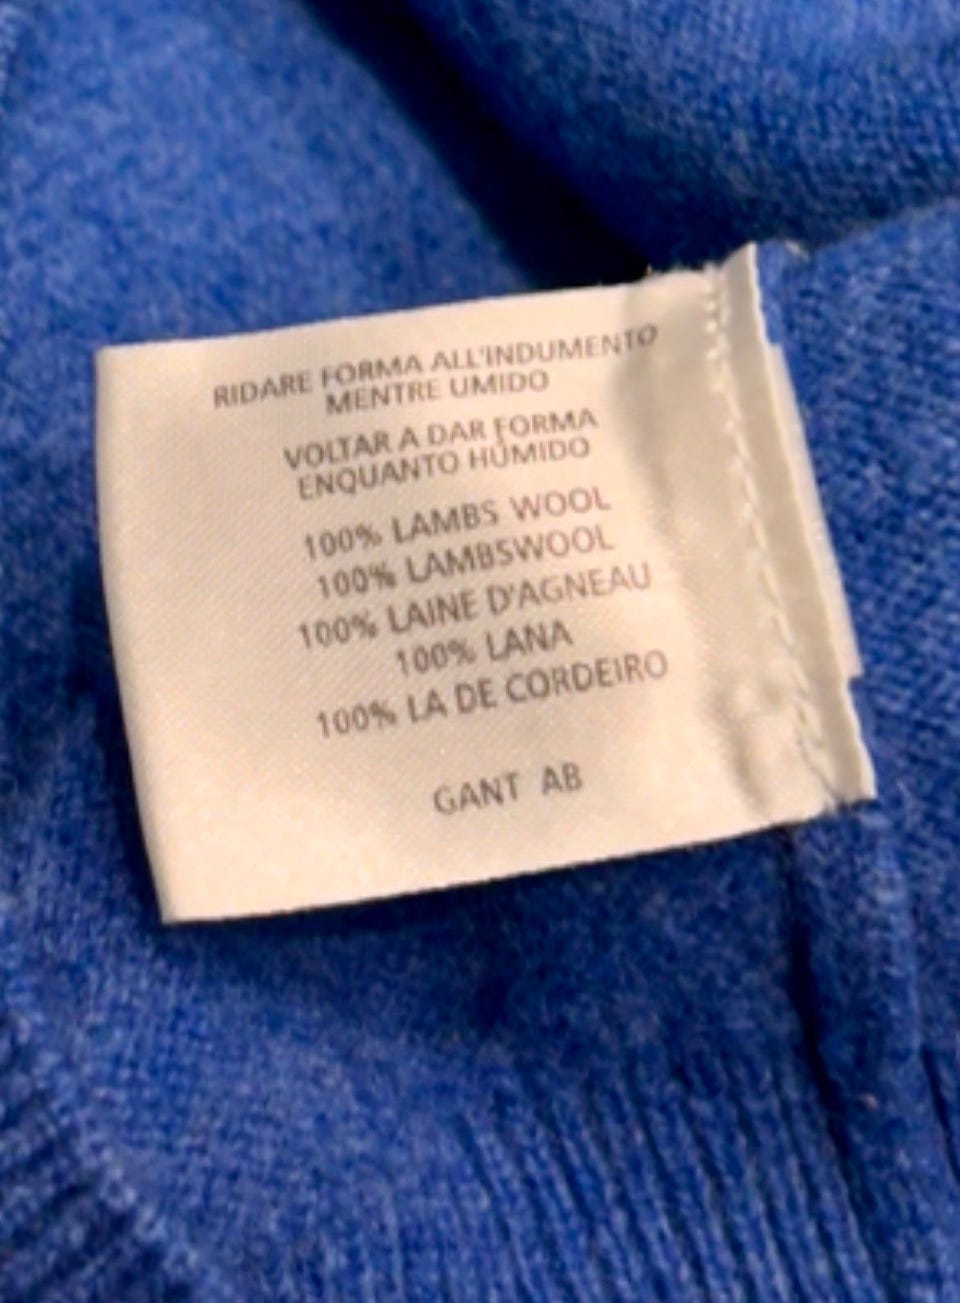 RIDARE FORMA ALL'INDUMENTO
MENTRE UMIDO
VOLTAR A DAR FORMA
ENQUANTO HÚMIDO
100% LAMBS WOOL
100% LAMBSWOOL
100% LAINE D'AGNEAU
100% LANA
100% LA DE CORDEIRO
GANT AB